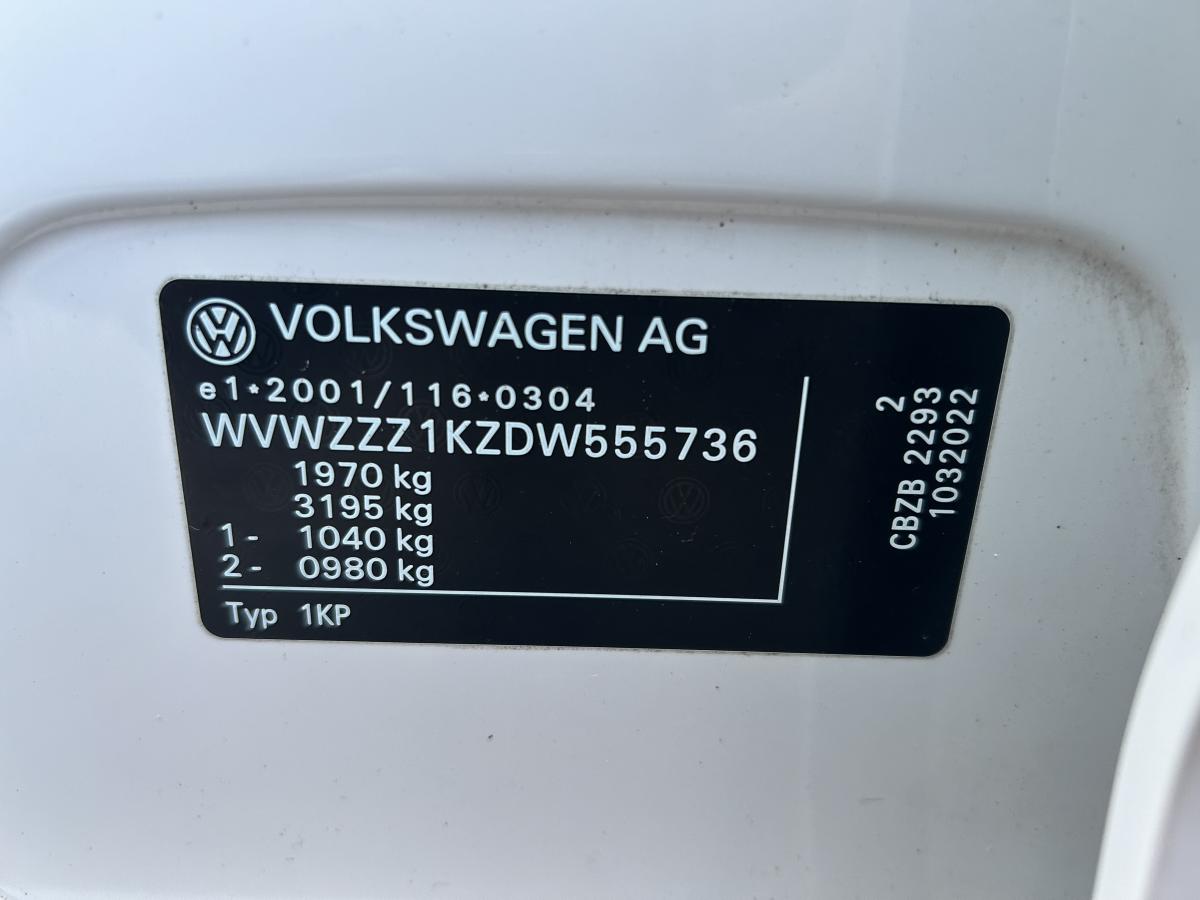 VOLKSWAGEN AG
e1*2001/116*0304
WVWZZZ1KZDW555736
1970 kg
3195 kg
1- 1040 kg
2- 0980 kg
Typ 1KP
2
CBZB 2293
1032022